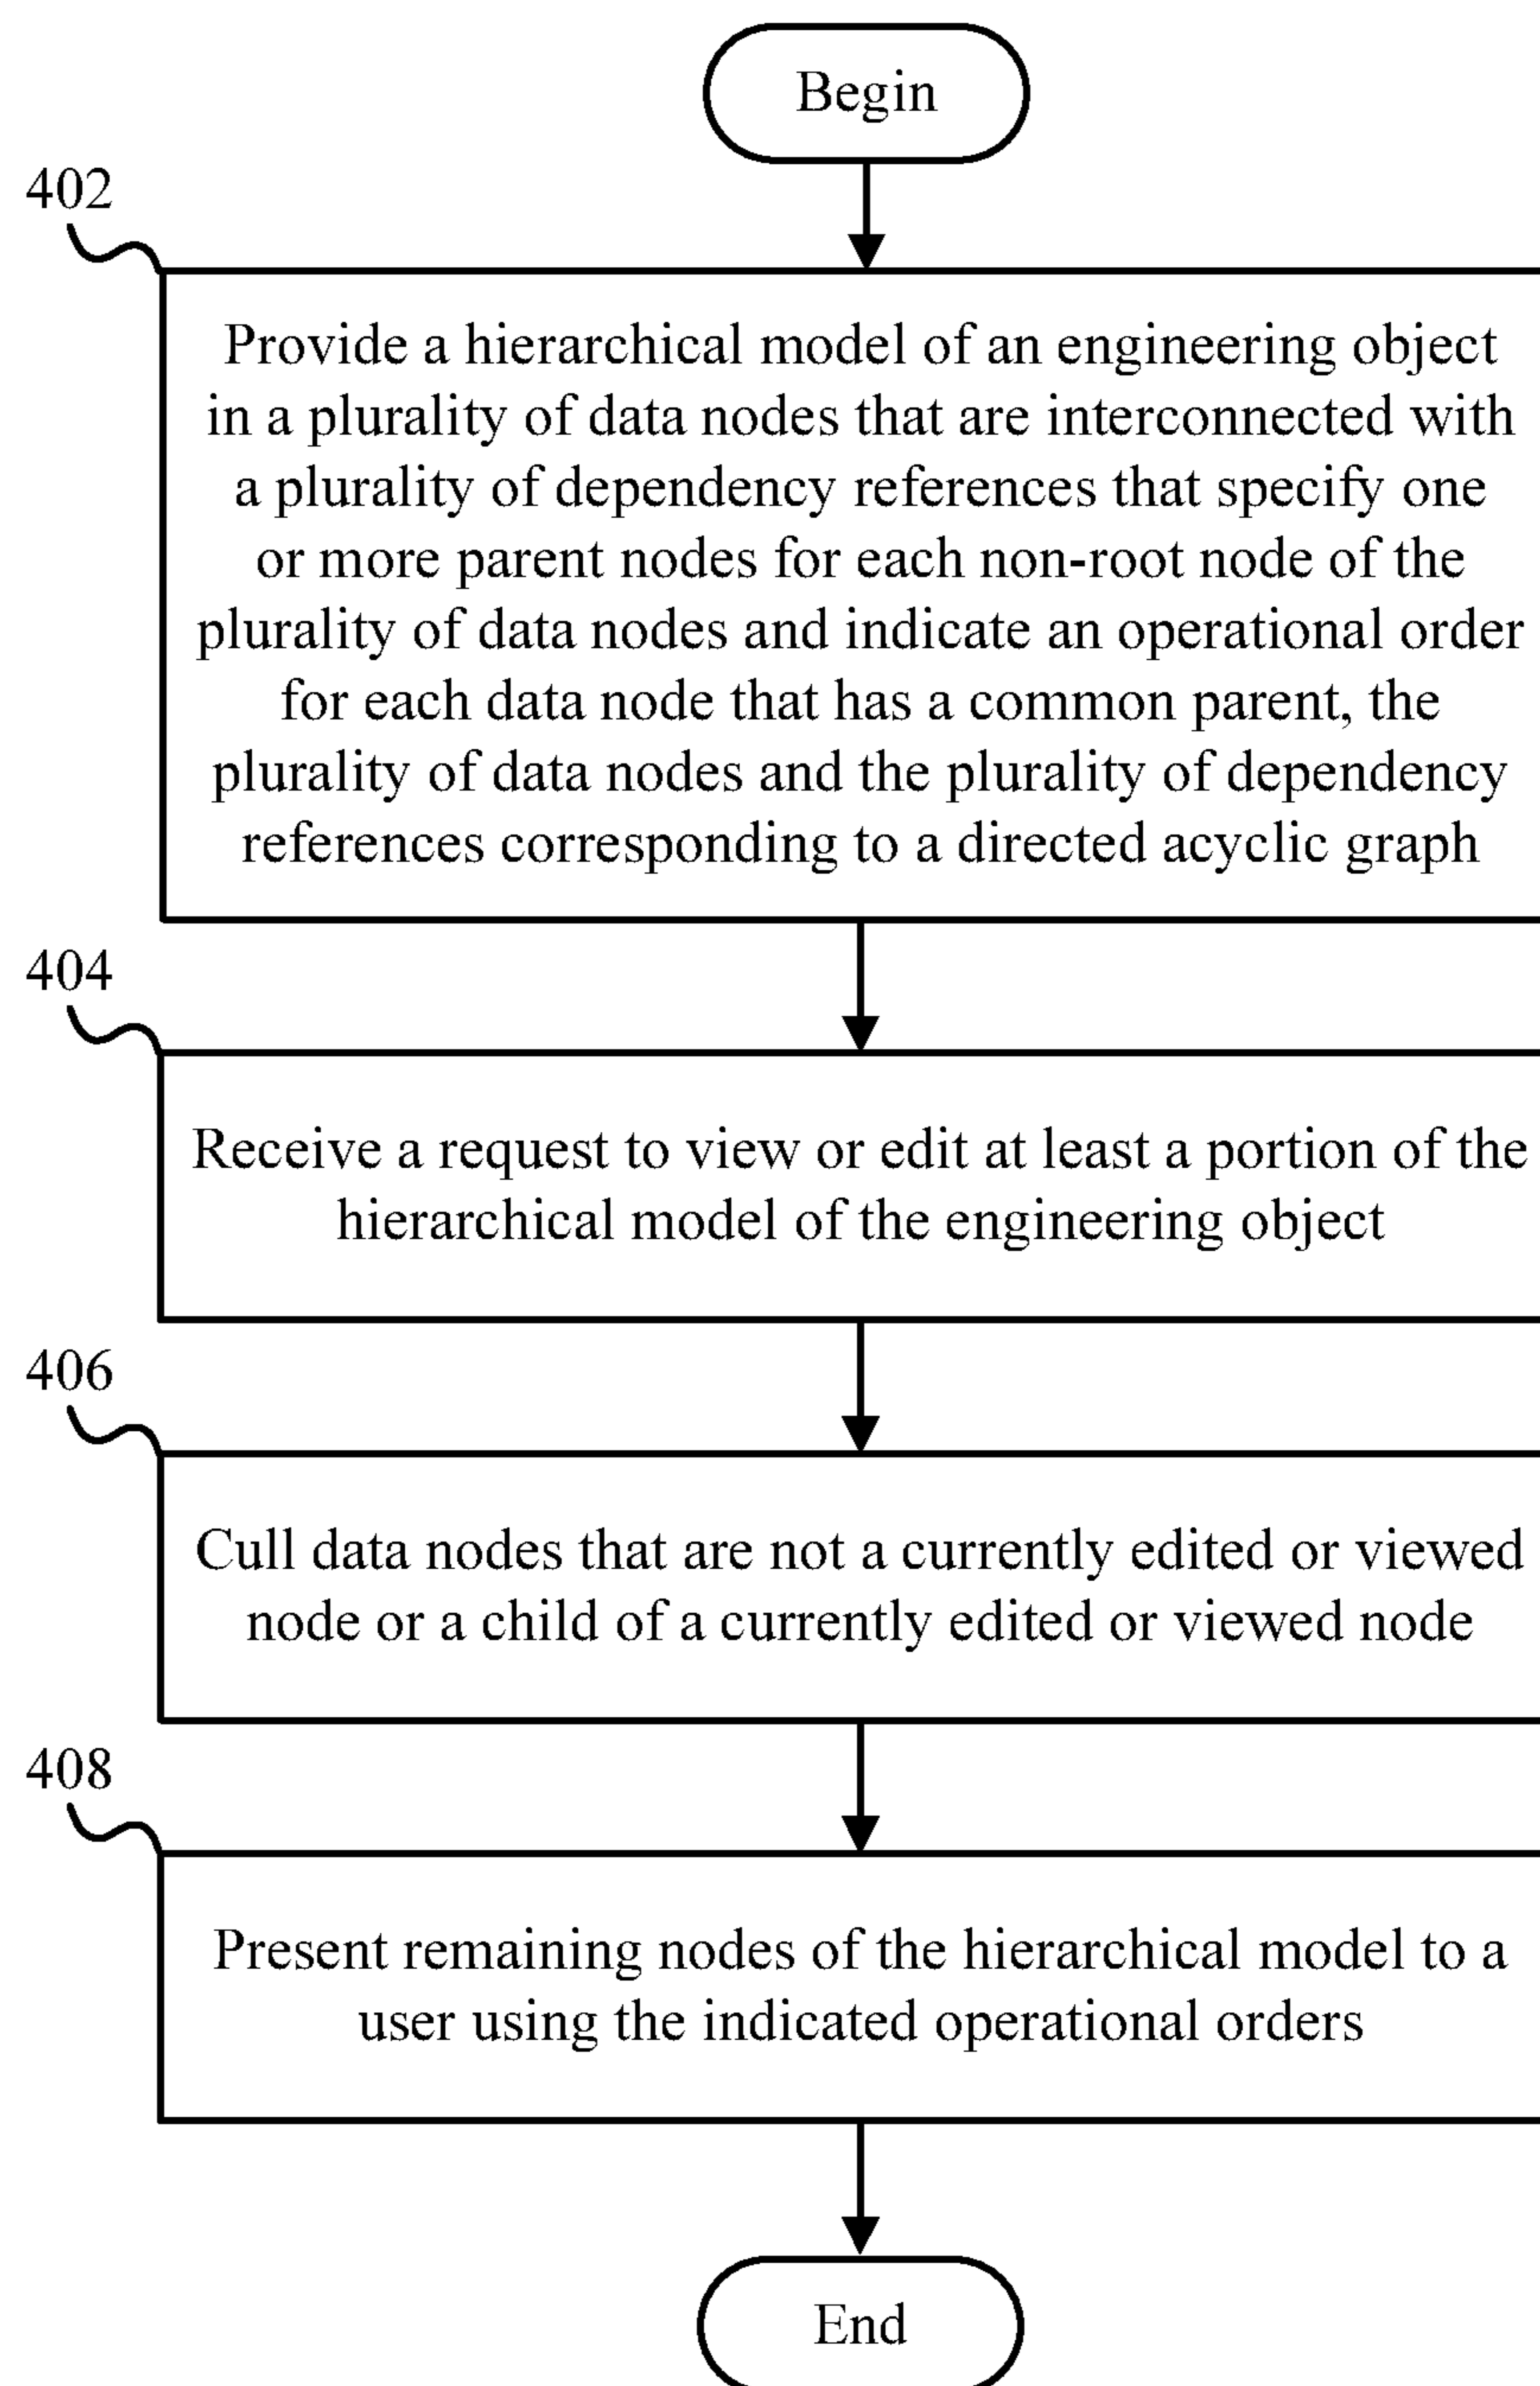 Begin
402
Provide a hierarchical model of an engineering object
in a plurality of data nodes that are interconnected with
a plurality of dependency references that specify one
or more parent nodes for each non-root node of the
plurality of data nodes and indicate an operational order
for each data node that has a common parent, the
plurality of data nodes and the plurality of dependency
references corresponding to a directed acyclic graph
404
Receive a request to view or edit at least a portion of the
hierarchical model of the engineering object
406
Cull data nodes that are not a currently edited or viewed
node or a child of a currently edited or viewed node
408
Present remaining nodes of the hierarchical model to a
user using the indicated operational orders
End